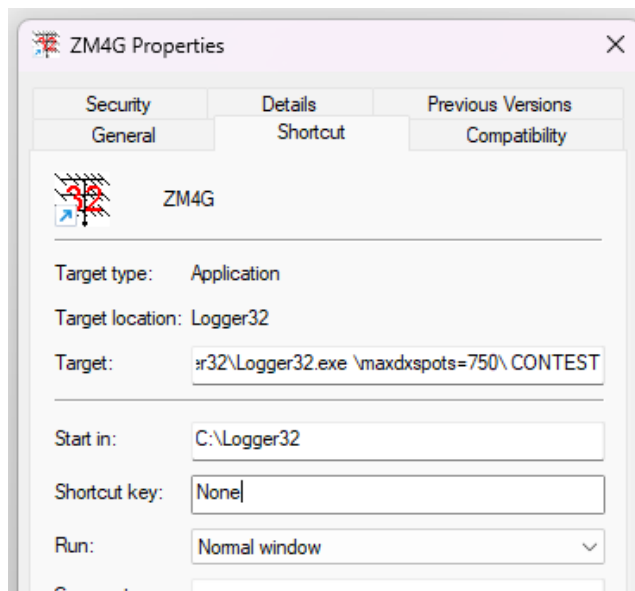 ZM4G Properties
Security Details Previous Versions
General Shortcut Compatibility
32
ZM4G
Target type: Application
Target location: Logger32
Target: er32\Logger32.exe \maxdxspots=750\ CONTEST
Start in: C:\Logger32
Shortcut key: None
Run: Normal window